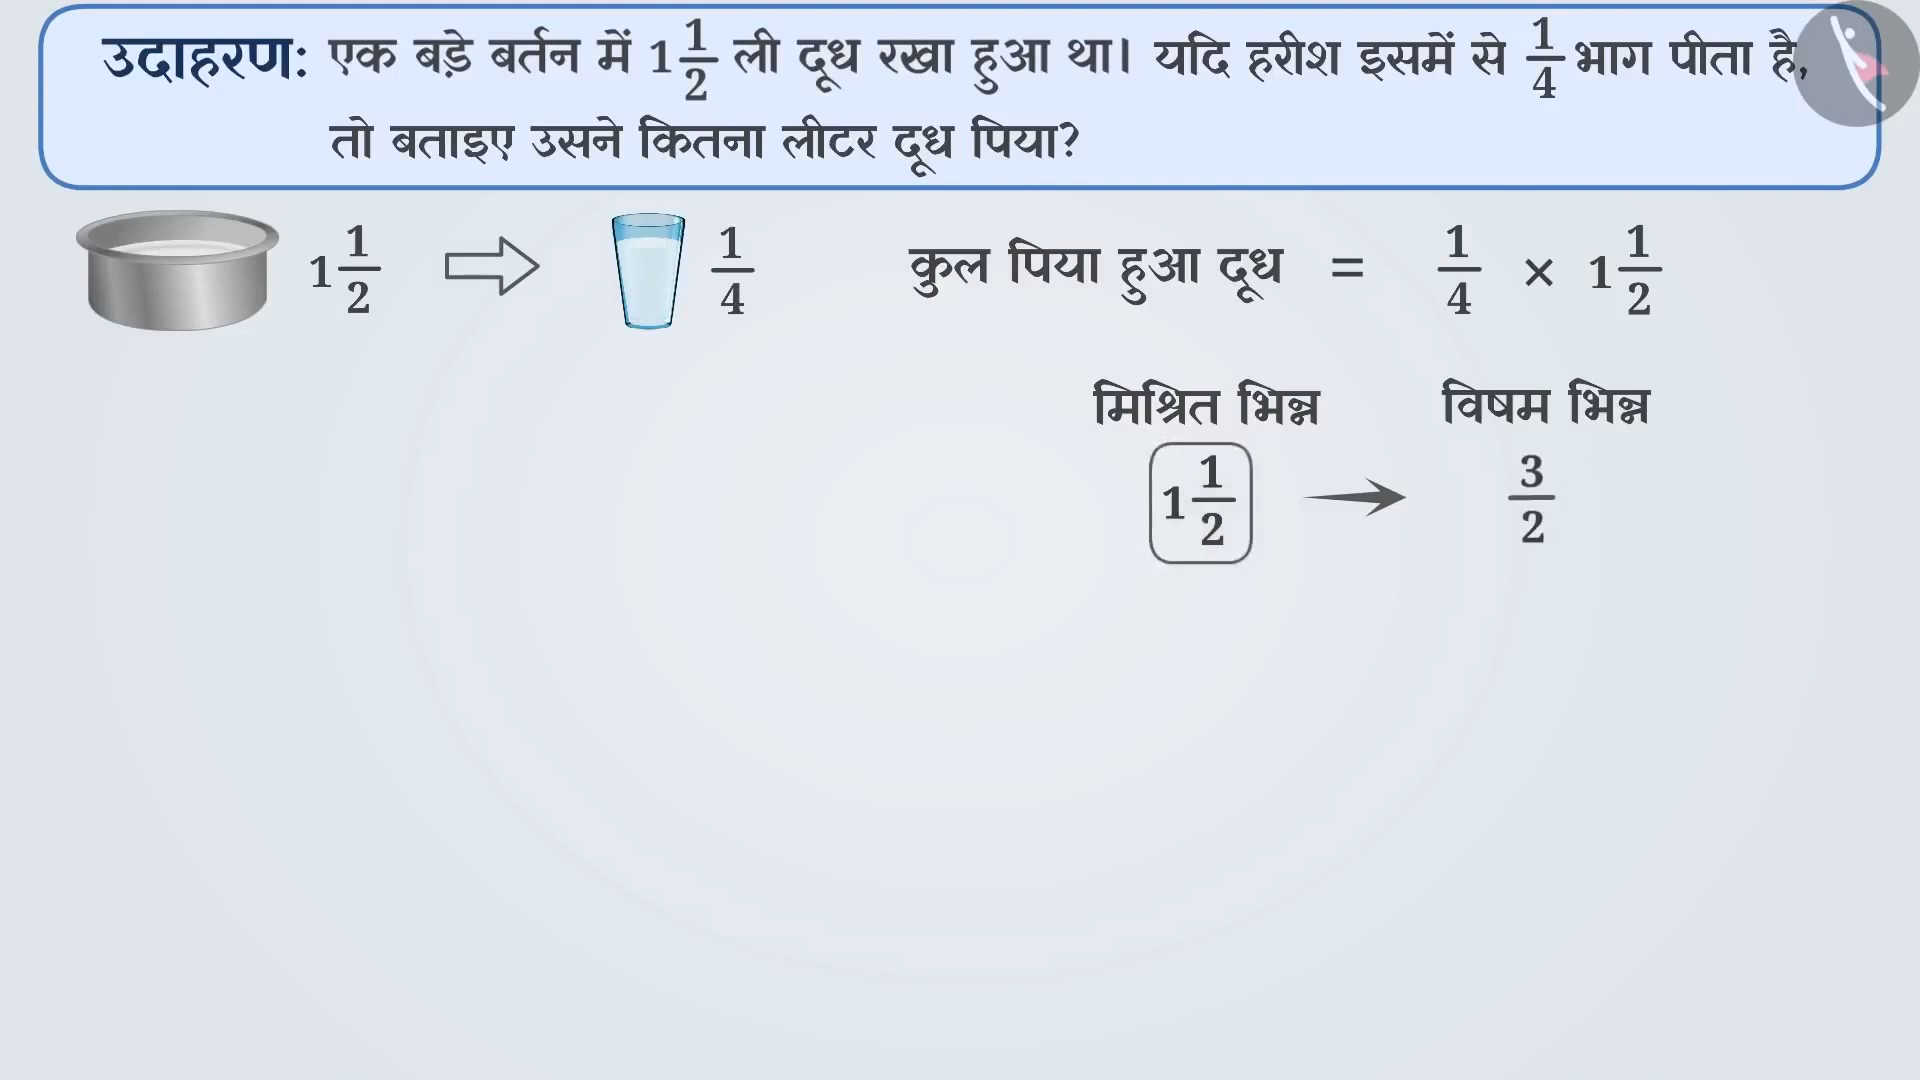 उदाहरण: एक बड़े बर्तन में 1 1/2 ली दूध रखा हुआ था। यदि हरीश इसमें से 1/4 भाग पीता है,
तो बताइए उसने कितना लीटर दूध पिया?
1 1/2 1/4 कुल पिया हुआ दूध = 1/4 × 1 1/2
मिश्रित भिन्न विषम भिन्न
1 1/2 3/2